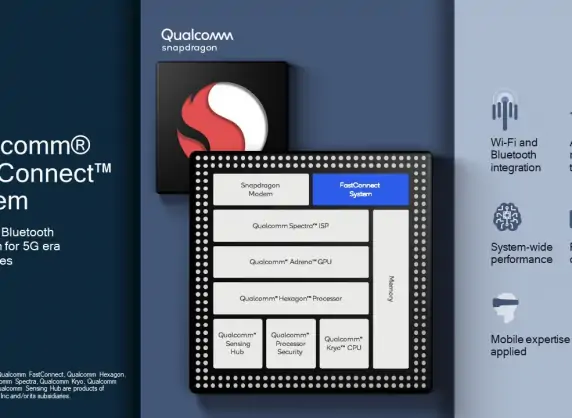 comm®
Connect™
em
Bluetooth
n for 5G era
es
Qualcomm FastConnect, Qualcomm Hexagon,
comm Spectra, Qualcomm Kryo, Qualcomm
ualcomm Sensing Hub are products of
Inc and/or its subsidiaries.
Qualcomm
snapdragon
Snapdragon
Modem
FastConnect
System
Qualcomm Spectra™ ISP
Qualcomm® Adreno™ GPU
Qualcomm® Hexagon™ Processor
Memory
Qualcomm®
Sensing
Hub
Qualcomm®
Processor
Security
Qualcomm®
Kryo™ CPU
Wi-Fi and
Bluetooth
integration
System-wide
performance
Mobile expertise
applied